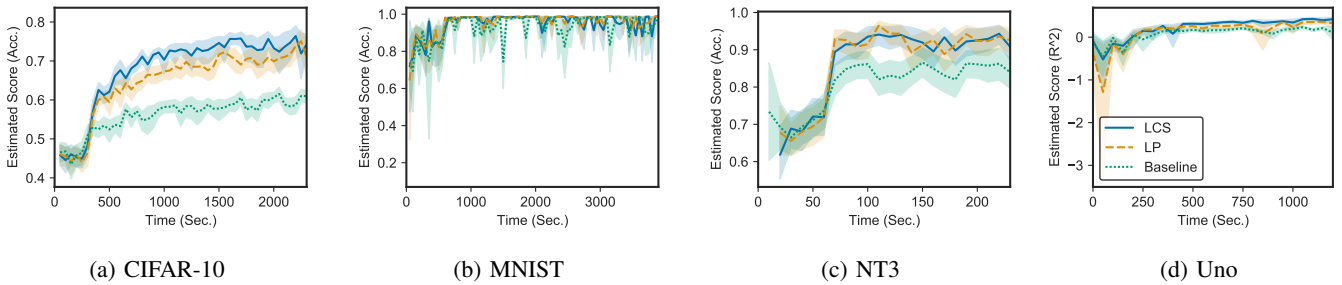 Estimated Score (Acc.)
0.8
0.7
0.6
0.5
0.4
0
500
1000
1500
2000
Time (Sec.)
(a) CIFAR-10
Estimated Score (Acc.)
1.0
0.8
0.6
0.4
0.2
0
1000
2000
3000
Time (Sec.)
(b) MNIST
Estimated Score (Acc.)
1.0
0.9
0.8
0.7
0.6
0
50
100
150
200
Time (Sec.)
(c) NT3
Estimated Score (R^2)
0
−1
−2
−3
LCS
LP
Baseline
0
250
500
750
1000
Time (Sec.)
(d) Uno